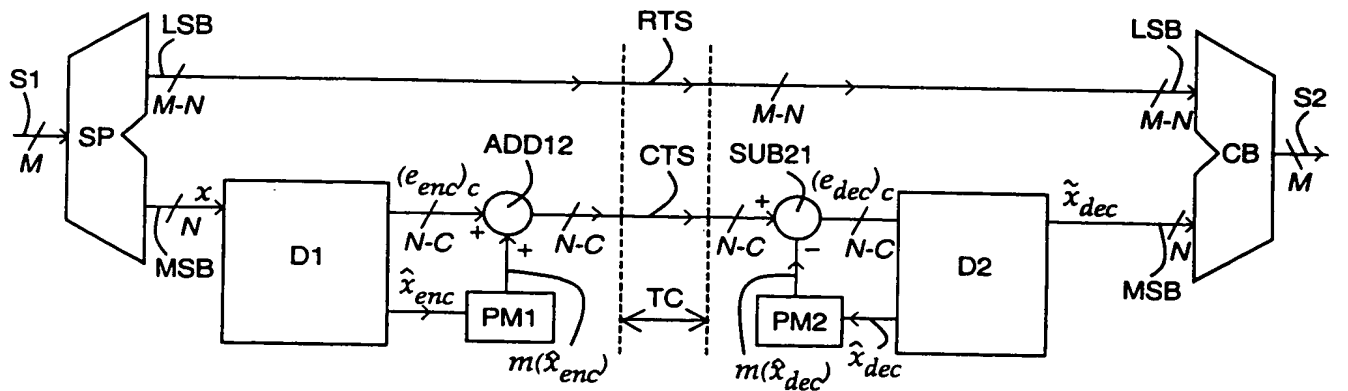 RTS
LSB
LSB
S1
S2
M-N
M-N
M-N
SP
M
ADD12
CTS
SUB21
CB
M
x
N
(e_enc)_c
+
+
N-C
N-C
N-C
+
−
(e_dec)_c
N-C
x̃_dec
N
MSB
D1
D2
MSB
x̂_enc
PM1
TC
PM2
x̂_dec
m(x̂_enc)
m(x̂_dec)